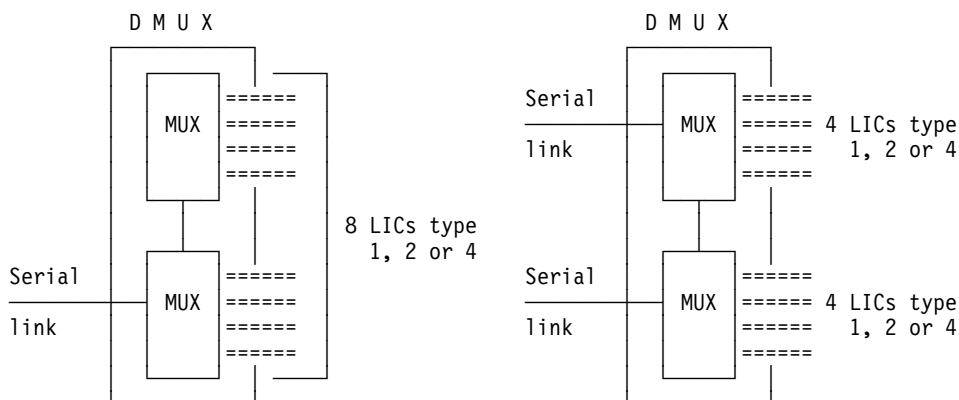 D M U X
MUX
8 LICs type
1, 2 or 4
Serial
link
MUX
D M U X
Serial
link
MUX
4 LICs type
1, 2 or 4
Serial
link
MUX
4 LICs type
1, 2 or 4